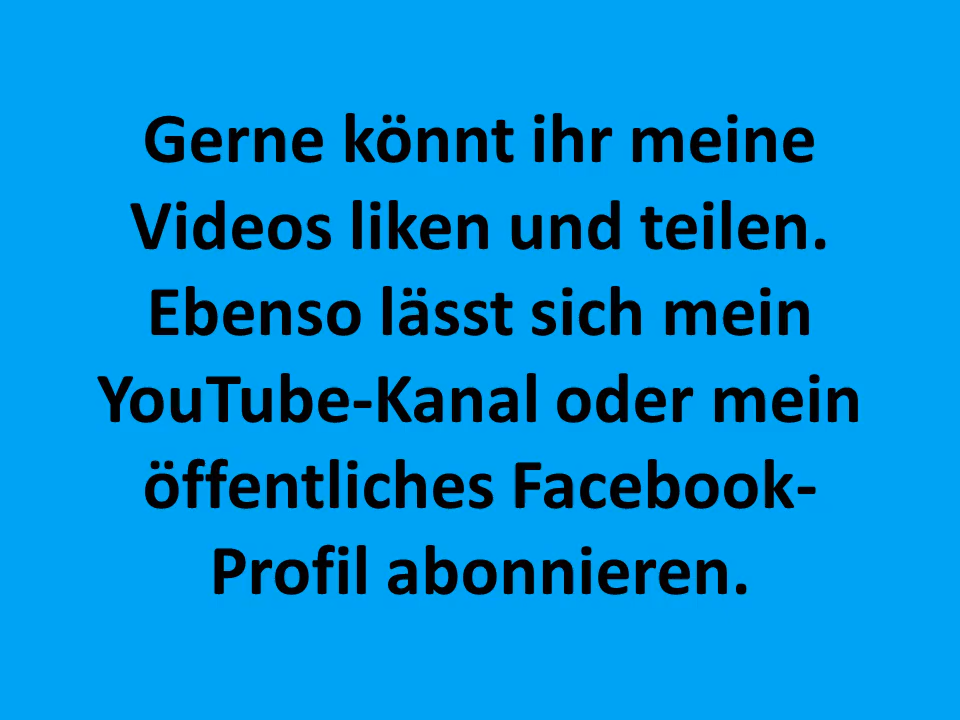 Gerne könnt ihr meine
Videos liken und teilen.
Ebenso lässt sich mein
YouTube-Kanal oder mein
öffentliches Facebook-
Profil abonnieren.